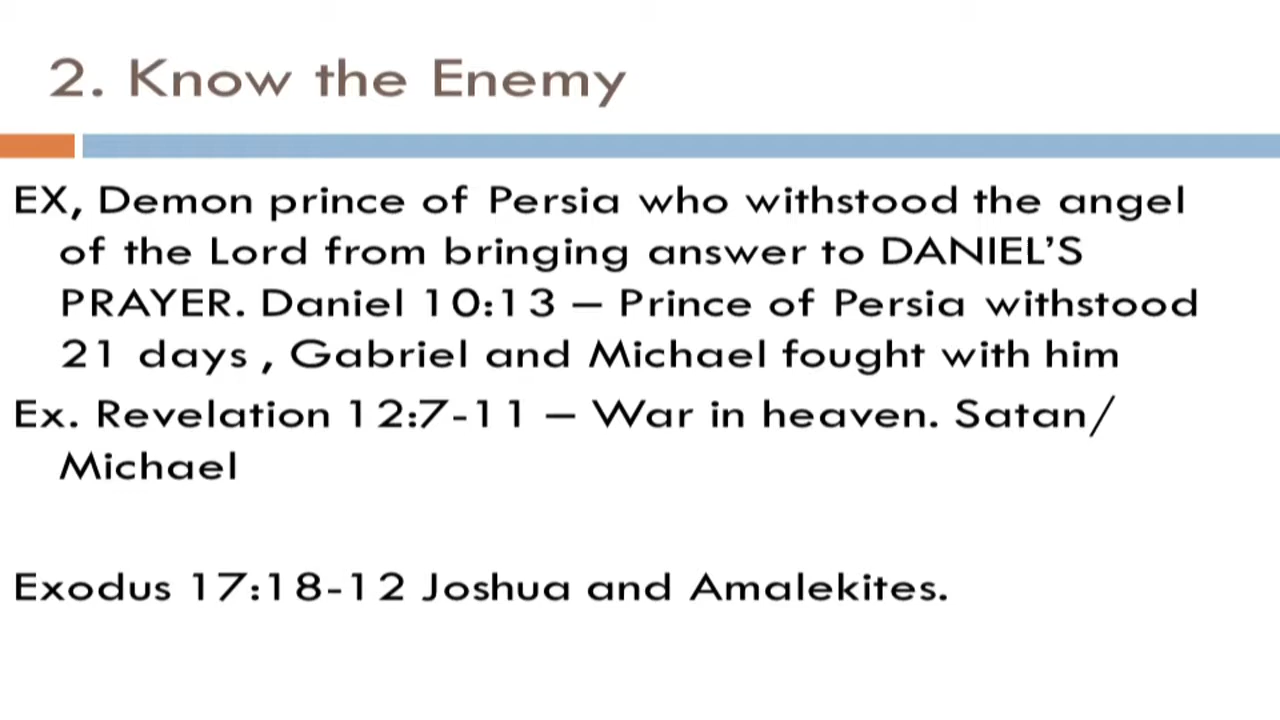 2. Know the Enemy
EX, Demon prince of Persia who withstood the angel
of the Lord from bringing answer to DANIEL’S
PRAYER. Daniel 10:13 – Prince of Persia withstood
21 days , Gabriel and Michael fought with him
Ex. Revelation 12:7-11 – War in heaven. Satan/
Michael
Exodus 17:18-12 Joshua and Amalekites.